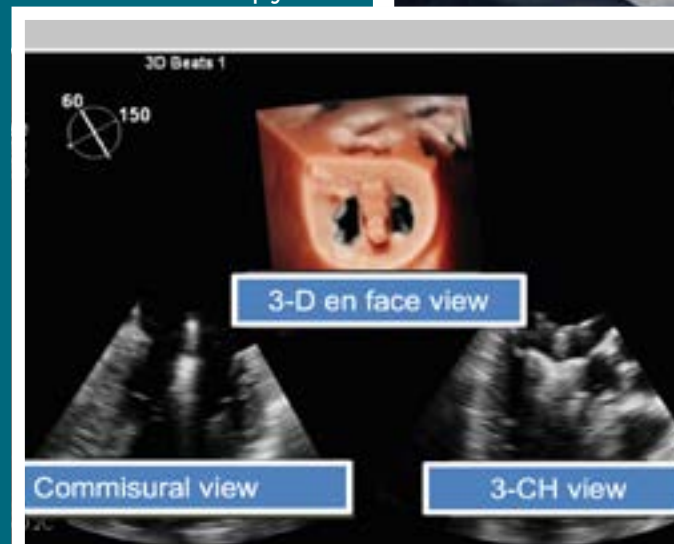 3D Beats 1
60
150
3-D en face view
Commisural view
3-CH view